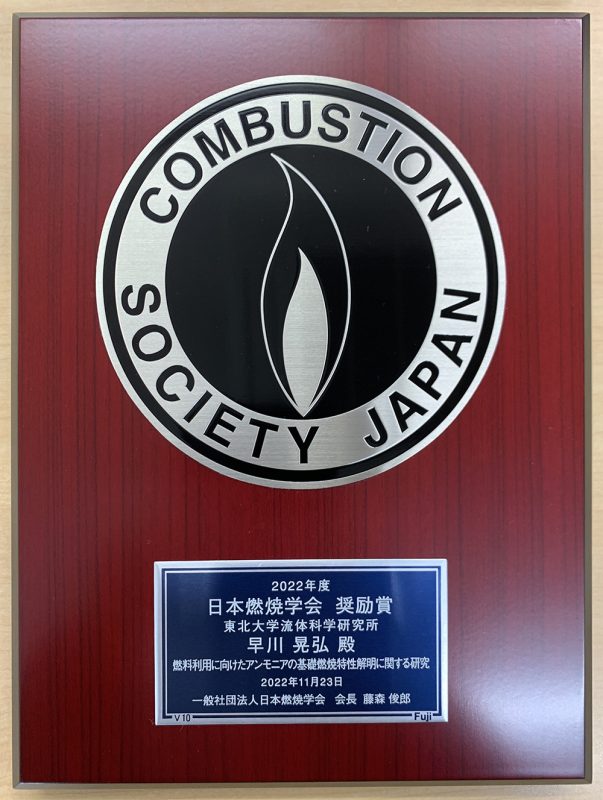 COMBUSTION
SOCIETY JAPAN
2022年度
日本燃焼学会 奨励賞
東北大学流体科学研究所
早川 晃弘 殿
燃料利用に向けたアンモニアの基礎燃焼特性解明に関する研究
2022年11月23日
一般社団法人日本燃焼学会 会長 藤森 俊郎
V10 Fuji